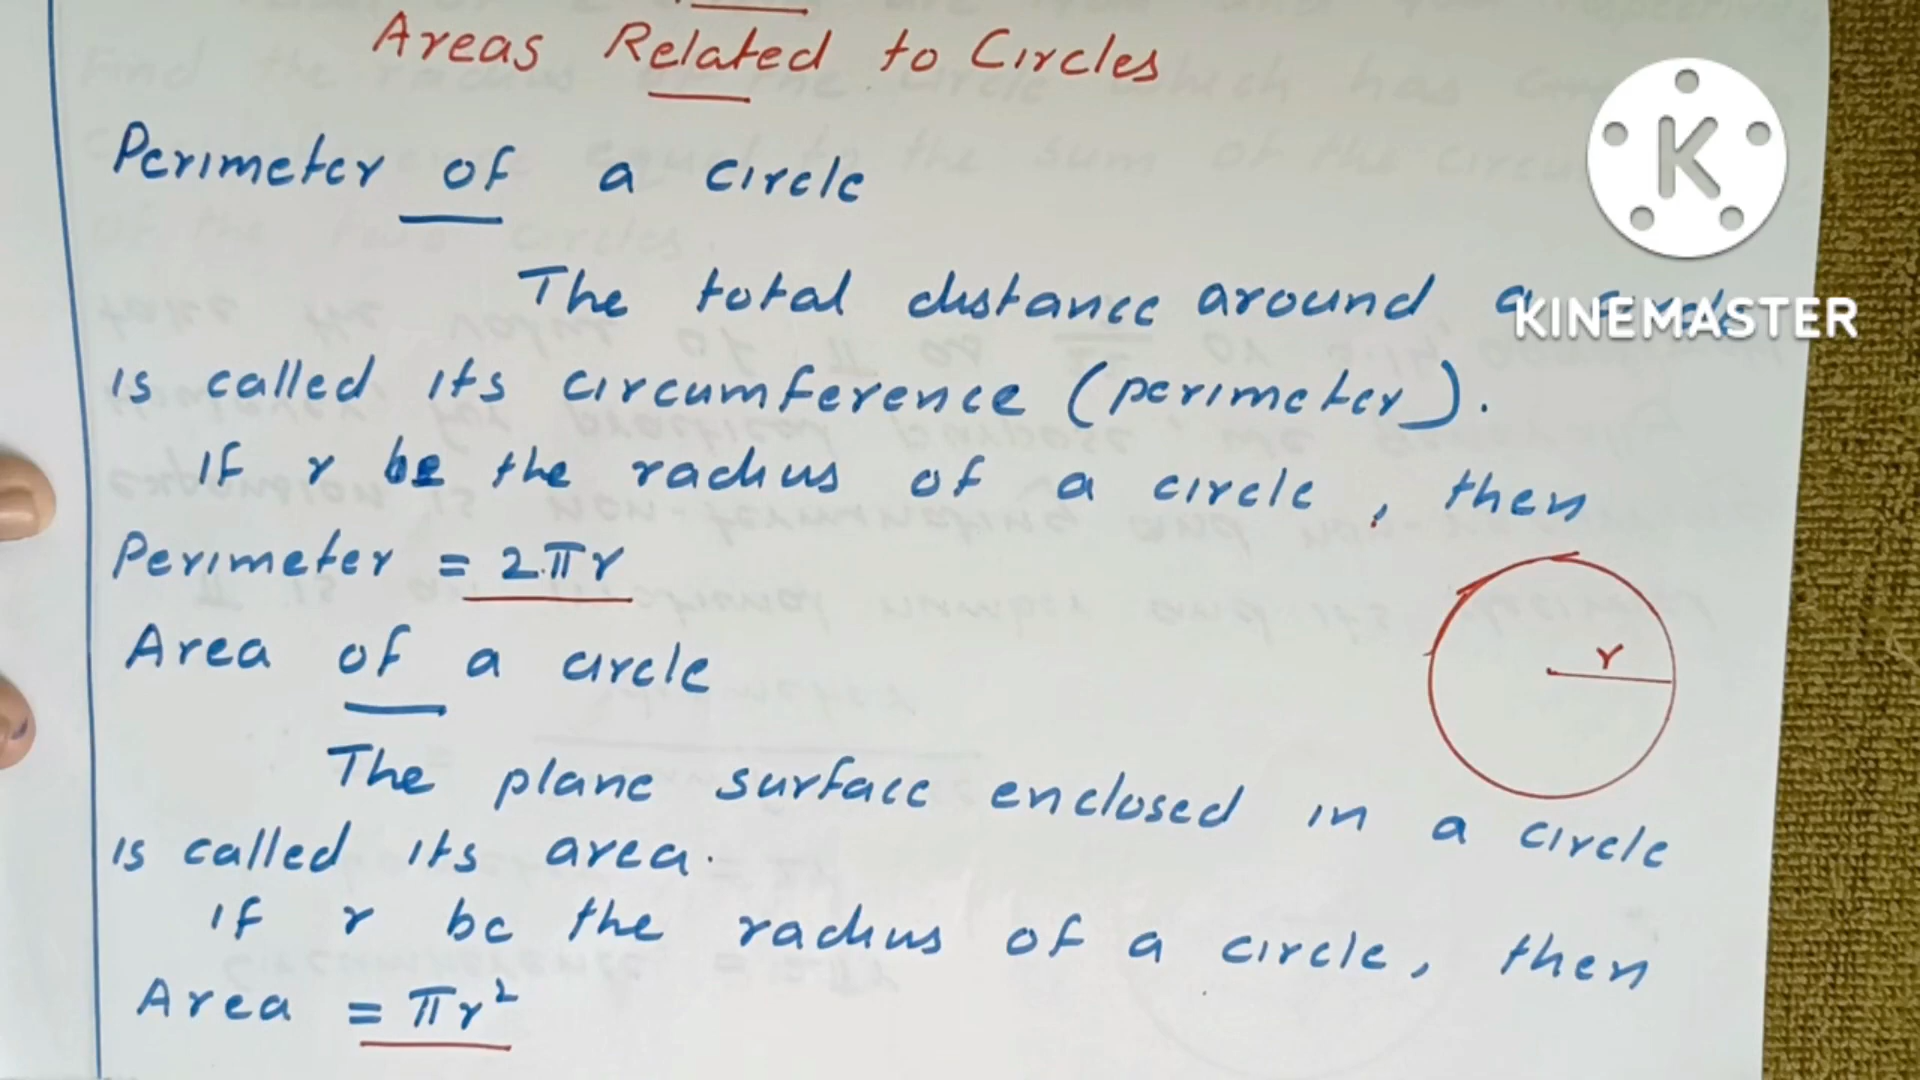 Areas Related to Circles
Perimeter of a circle
The total distance around a circle
is called its circumference (perimeter).
If r be the radius of a circle, then
Perimeter = 2πr
Area of a circle
The plane surface enclosed in a circle
is called its area.
If r be the radius of a circle, then
Area = πr²
r
K
KINEMASTER